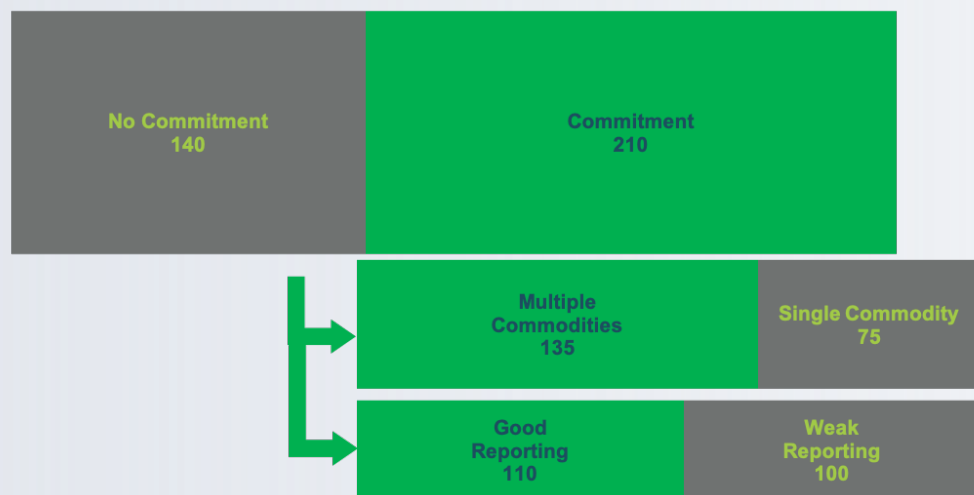 No Commitment
140
Commitment
210
Multiple
Commodities
135
Single Commodity
75
Good
Reporting
110
Weak
Reporting
100